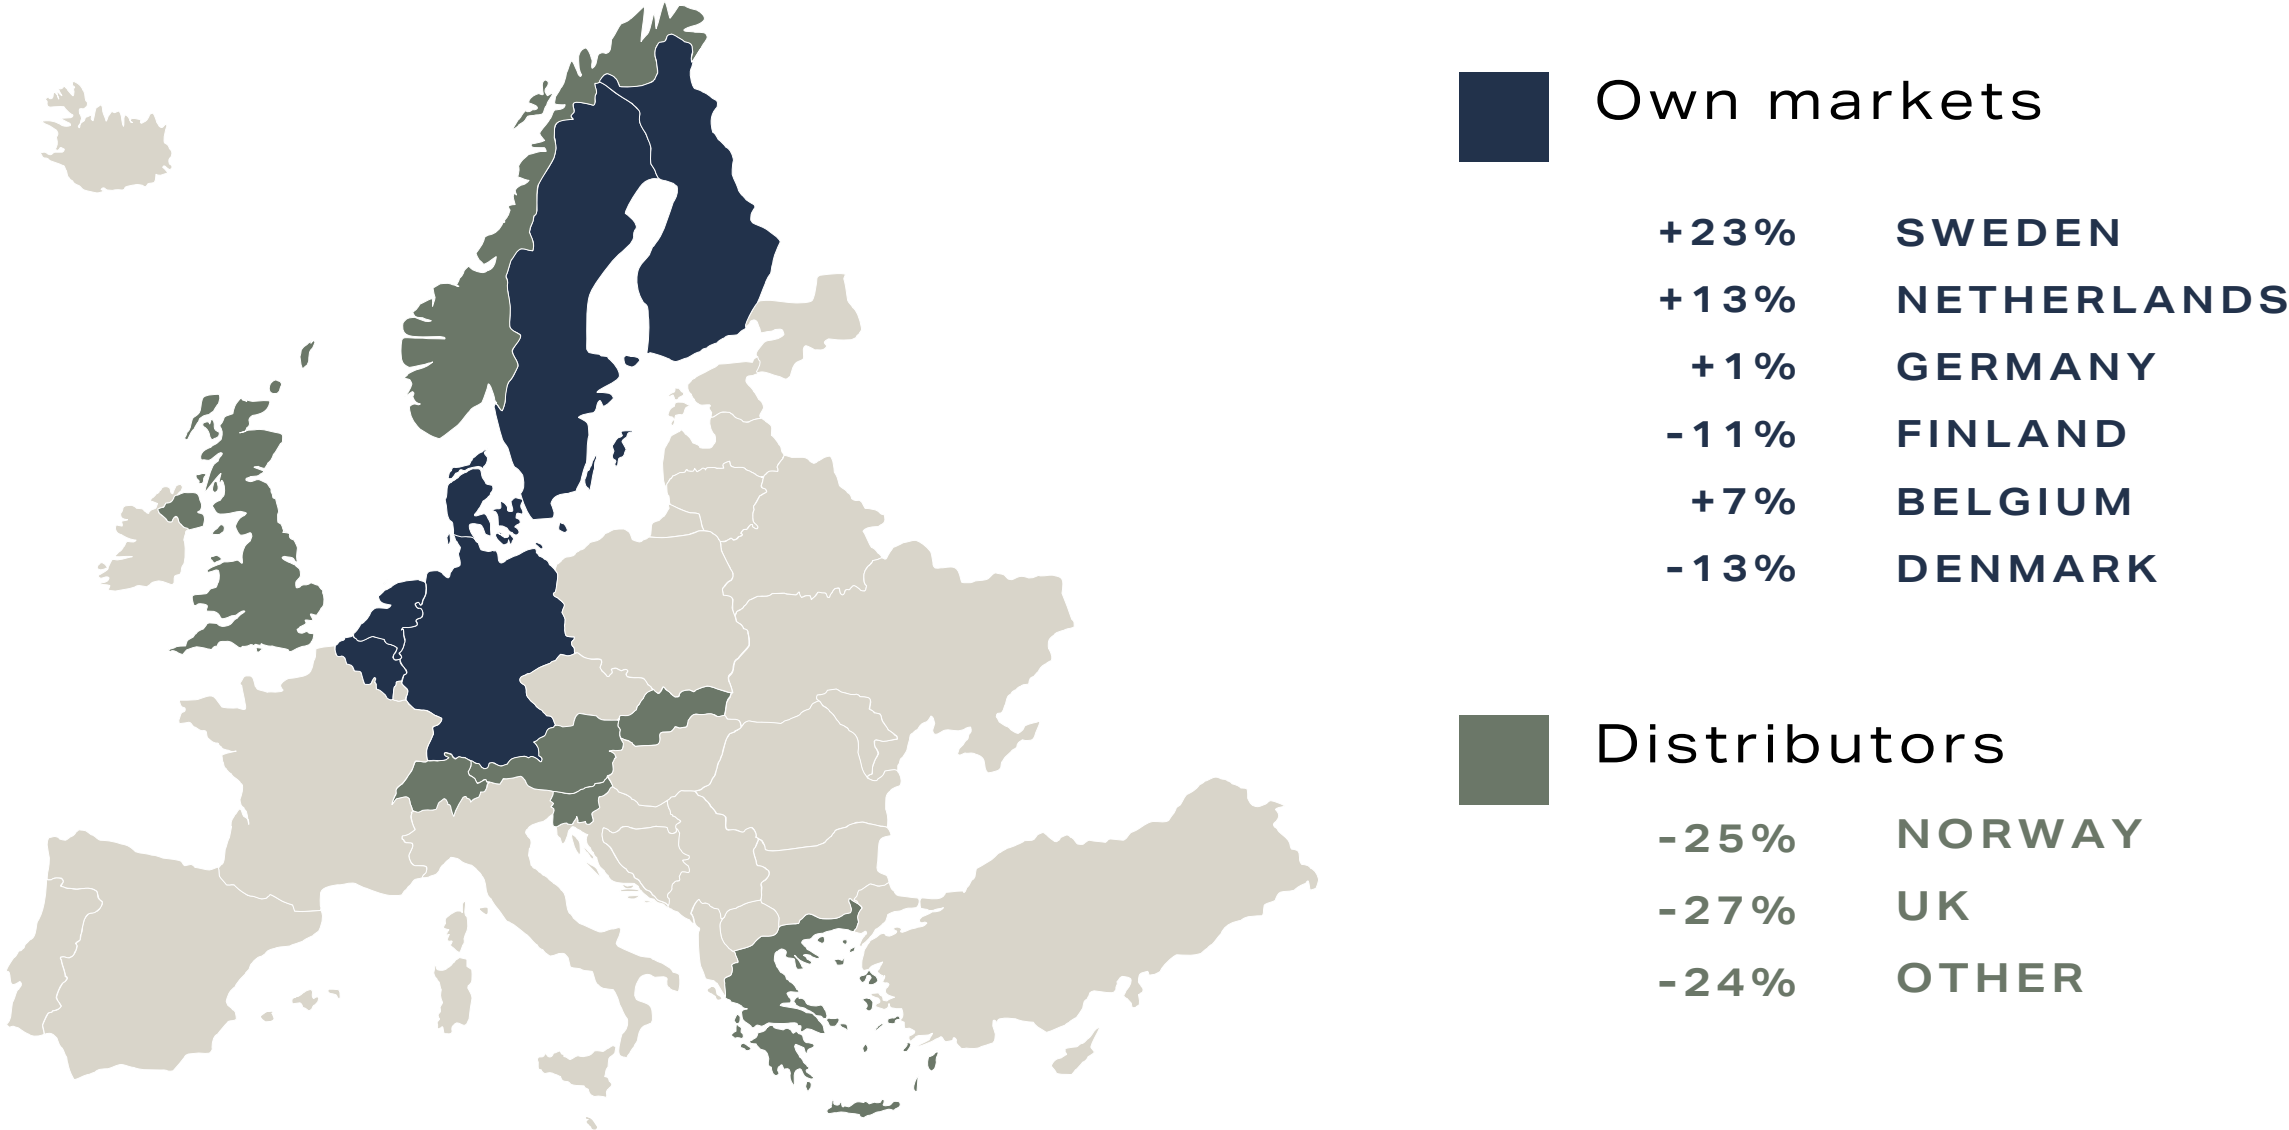 Own markets
+23% SWEDEN
+13% NETHERLANDS
+1% GERMANY
-11% FINLAND
+7% BELGIUM
-13% DENMARK
Distributors
-25% NORWAY
-27% UK
-24% OTHER